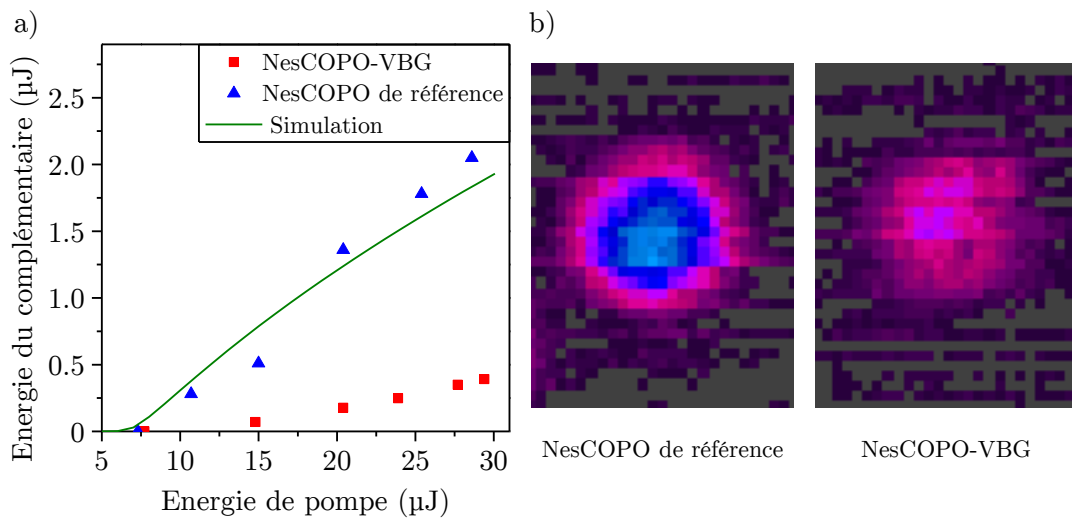 a)
b)
NesCOPO-VBG
NesCOPO de référence
Simulation
Energie du complémentaire (µJ)
2.5
2.0
1.5
1.0
0.5
0
5 10 15 20 25 30
Energie de pompe (µJ)
NesCOPO de référence
NesCOPO-VBG